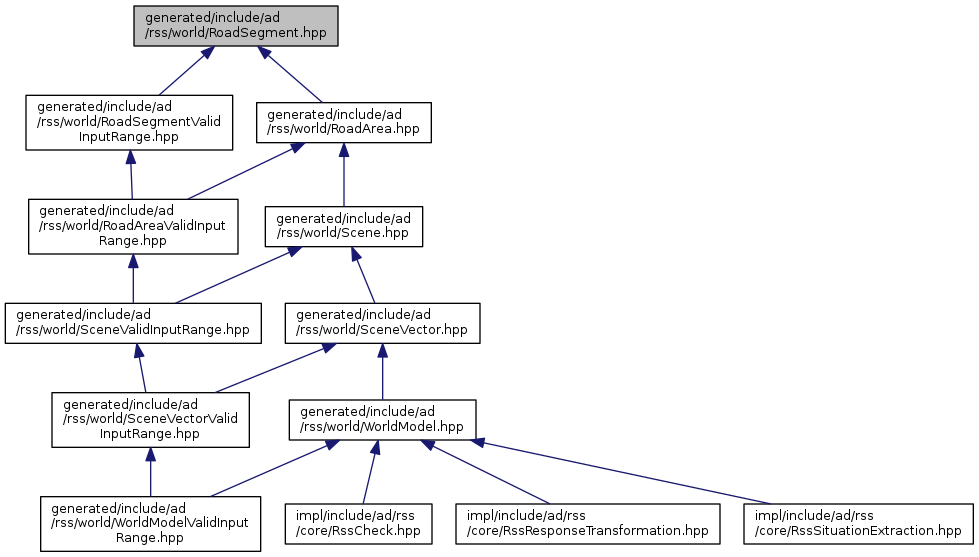 generated/include/ad
/rss/world/RoadSegment.hpp
generated/include/ad
/rss/world/RoadSegmentValid
InputRange.hpp
generated/include/ad
/rss/world/RoadArea.hpp
generated/include/ad
/rss/world/RoadAreaValidInput
Range.hpp
generated/include/ad
/rss/world/Scene.hpp
generated/include/ad
/rss/world/SceneValidInputRange.hpp
generated/include/ad
/rss/world/SceneVector.hpp
generated/include/ad
/rss/world/SceneVectorValid
InputRange.hpp
generated/include/ad
/rss/world/WorldModel.hpp
generated/include/ad
/rss/world/WorldModelValidInput
Range.hpp
impl/include/ad/rss
/core/RssCheck.hpp
impl/include/ad/rss
/core/RssResponseTransformation.hpp
impl/include/ad/rss
/core/RssSituationExtraction.hpp